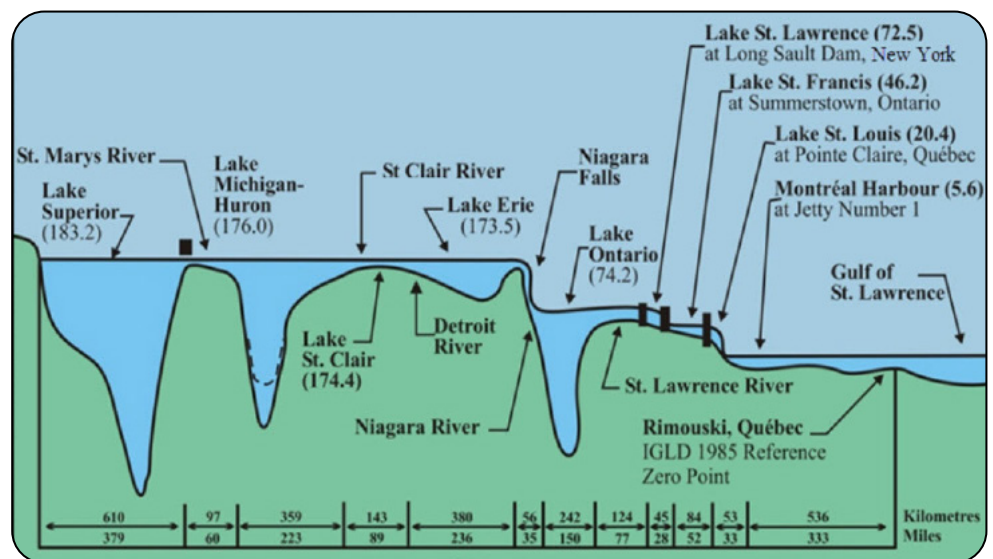 Lake St. Lawrence (72.5)
at Long Sault Dam, New York
Lake St. Francis (46.2)
at Summerstown, Ontario
Lake St. Louis (20.4)
at Pointe Claire, Québec
Montréal Harbour (5.6)
at Jetty Number 1
St. Marys River
Lake
Superior
(183.2)
Lake
Michigan-
Huron
(176.0)
St Clair River
Lake Erie
(173.5)
Niagara
Falls
Lake
Ontario
(74.2)
Gulf of
St. Lawrence
Lake
St. Clair
(174.4)
Detroit
River
Niagara River
St. Lawrence River
Rimouski, Québec
IGLD 1985 Reference
Zero Point
610 97 359 143 380 56 242 124 45 84 53 536 Kilometres
379 60 223 89 236 35 150 77 28 52 33 333 Miles